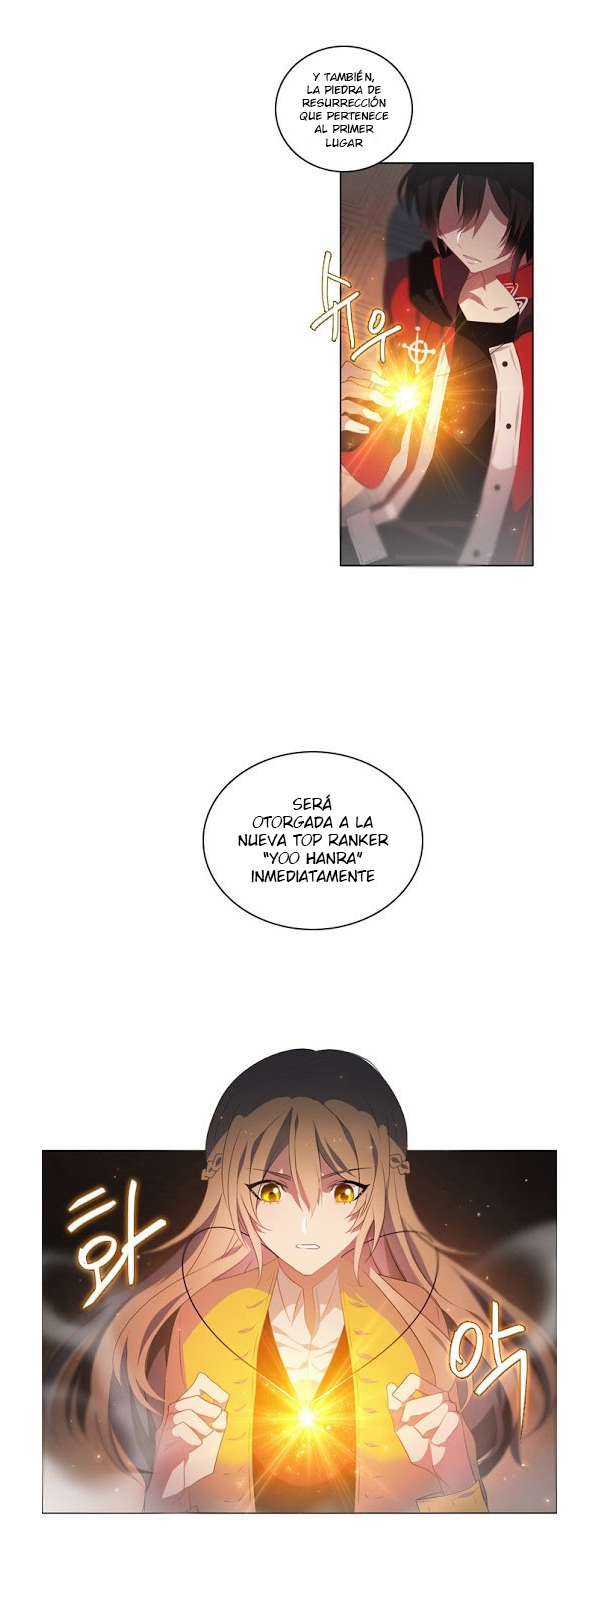 Y TAMBIÉN,
LA PIEDRA DE
RESURRECCIÓN
QUE PERTENECE
AL PRIMER
LUGAR
슈우
SERÁ
OTORGADA A LA
NUEVA TOP RANKER
"YOO HANRA"
INMEDIATAMENTE
화
악